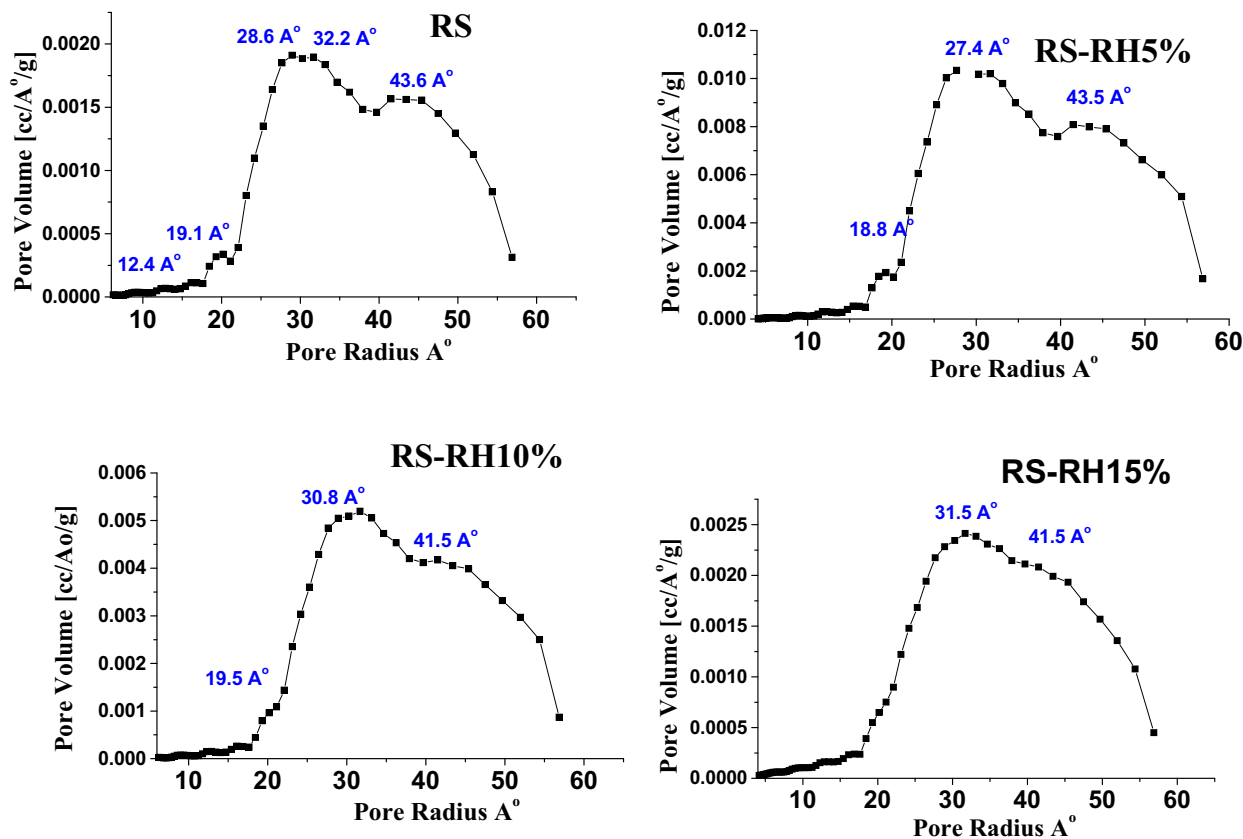 RS
28.6 A° 32.2 A°
43.6 A°
19.1 A°
12.4 A°
Pore Volume [cc/A°/g]
0.0020
0.0015
0.0010
0.0005
0.0000
10 20 30 40 50 60
Pore Radius A°
RS-RH5%
27.4 A°
43.5 A°
18.8 A°
Pore Volume [cc/A°/g]
0.012
0.010
0.008
0.006
0.004
0.002
0.000
10 20 30 40 50 60
Pore Radius A°
RS-RH10%
30.8 A°
41.5 A°
19.5 A°
Pore Volume [cc/Ao/g]
0.006
0.005
0.004
0.003
0.002
0.001
0.000
10 20 30 40 50 60
Pore Radius A°
RS-RH15%
31.5 A°
41.5 A°
Pore Volume [cc/A°/g]
0.0025
0.0020
0.0015
0.0010
0.0005
0.0000
10 20 30 40 50 60
Pore Radius A°